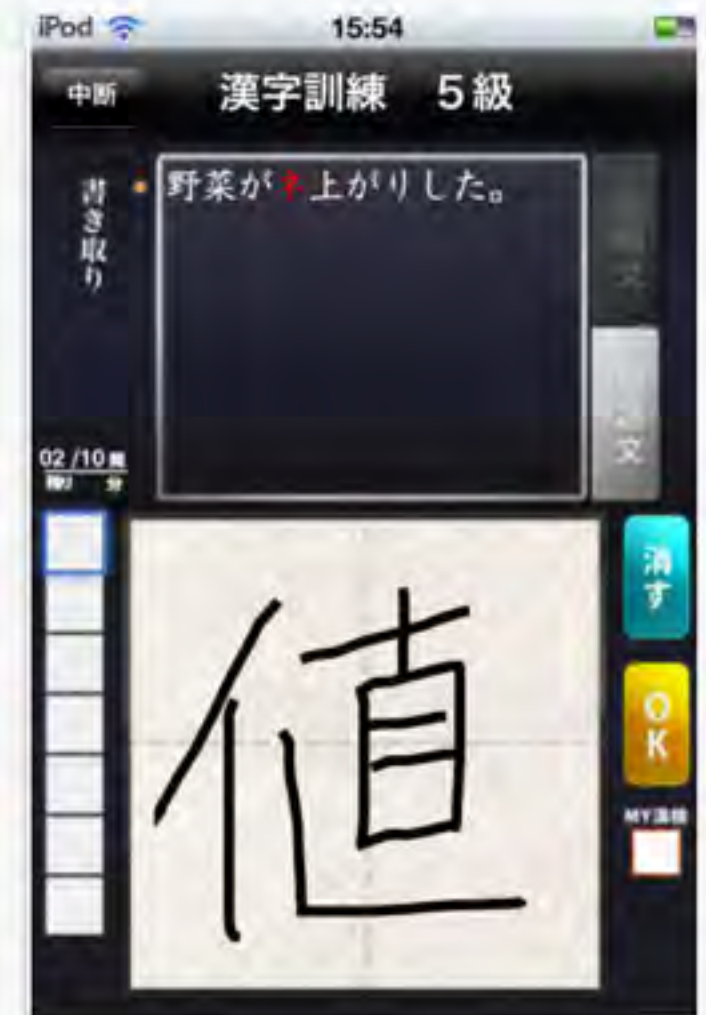 iPod 15:54
中断 漢字訓練 5級
書き取り
野菜がネ上がりした。
文
02/10
消す
値
OK